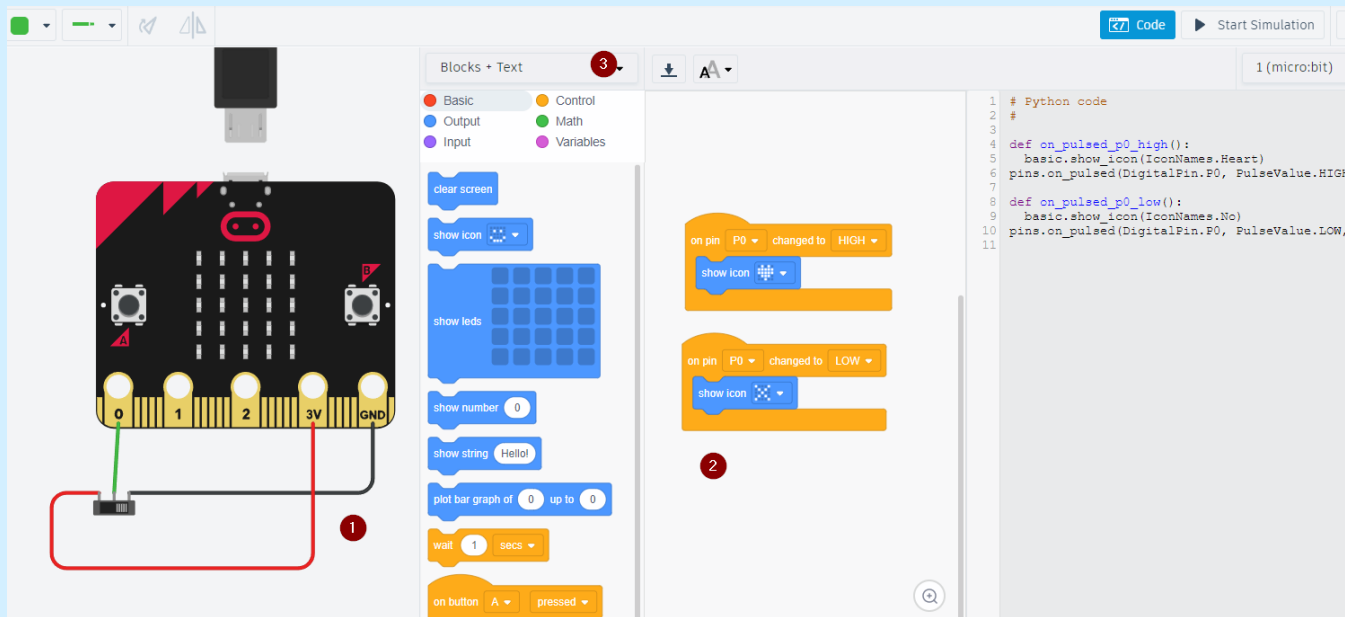 Code
Start Simulation
Blocks + Text
3
A
1 (micro:bit)
Basic
Control
Output
Math
Input
Variables
clear screen
show icon
show leds
show number 0
show string Hello!
plot bar graph of 0 up to 0
wait 1 secs
on button A pressed
on pin P0 changed to HIGH
show icon
on pin P0 changed to LOW
show icon
2
1 # Python code
2 #
3
4 def on_pulsed_p0_high():
5 basic.show_icon(IconNames.Heart)
6 pins.on_pulsed(DigitalPin.P0, PulseValue.HIGH
7
8 def on_pulsed_p0_low():
9 basic.show_icon(IconNames.No)
10 pins.on_pulsed(DigitalPin.P0, PulseValue.LOW,
11
B
A
0 1 2 3V GND
1